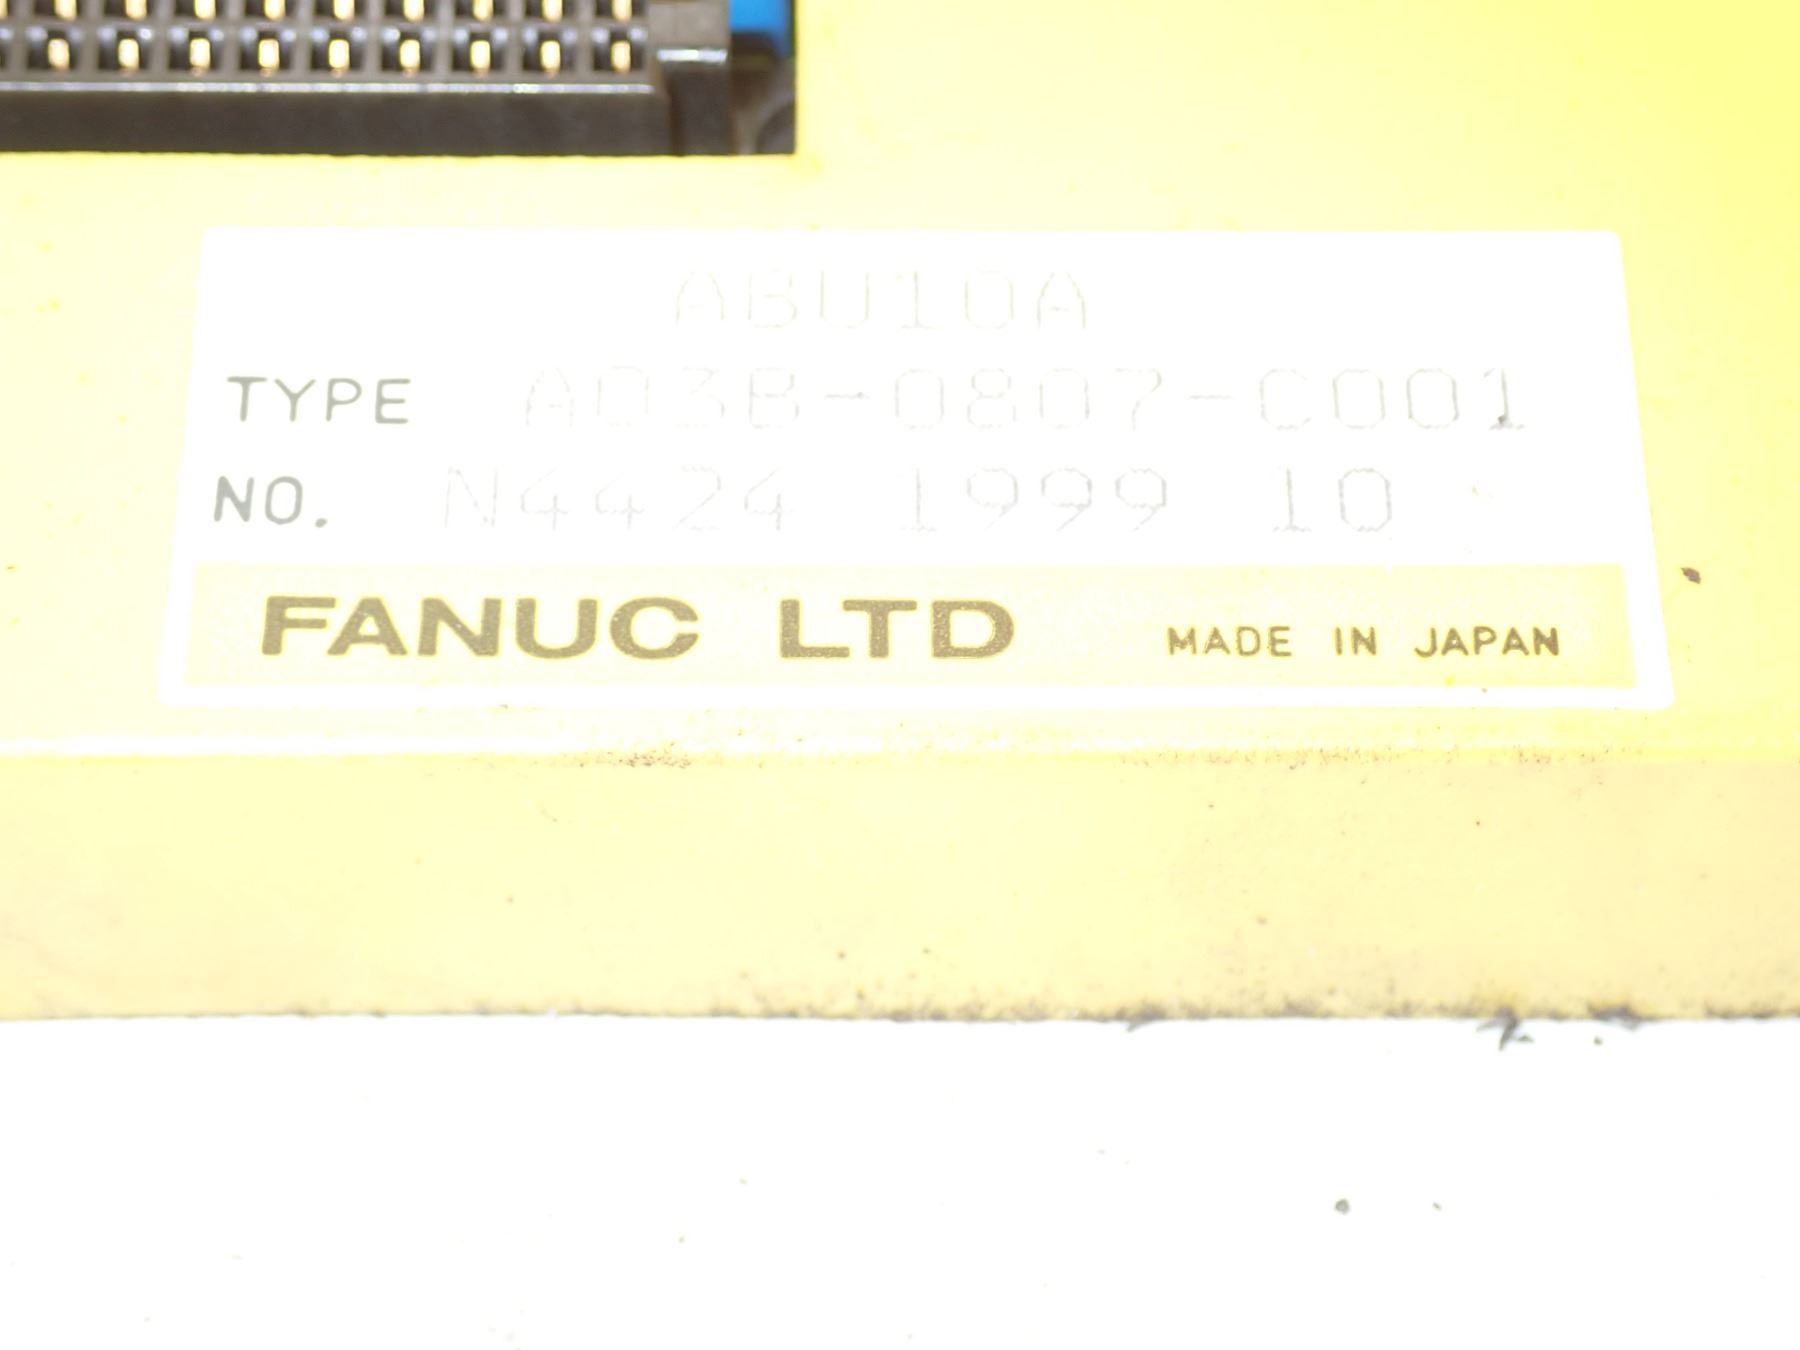 ABU10A
TYPE A03B-0807-C001
NO. N4424 1999 10
FANUC LTD MADE IN JAPAN